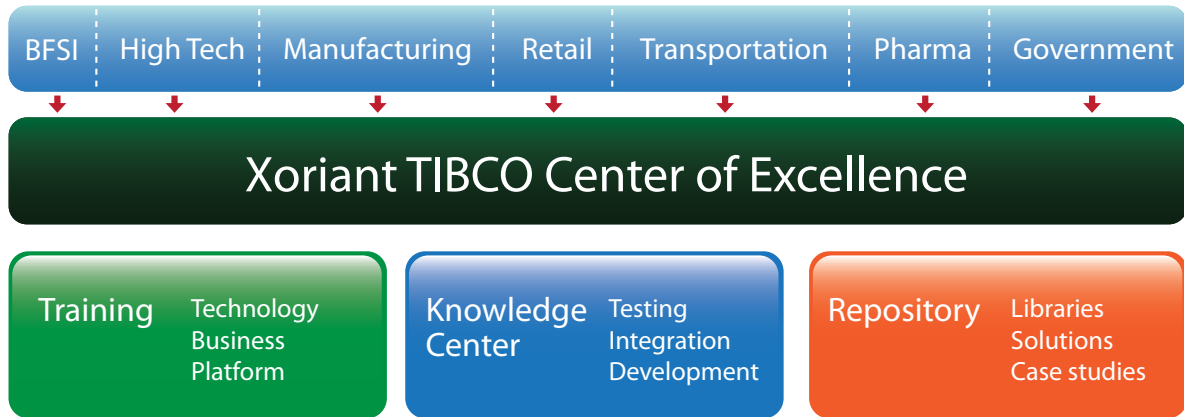 BFSI High Tech Manufacturing Retail Transportation Pharma Government
Xoriant TIBCO Center of Excellence
Training
Technology
Business
Platform
Knowledge
Center
Testing
Integration
Development
Repository
Libraries
Solutions
Case studies